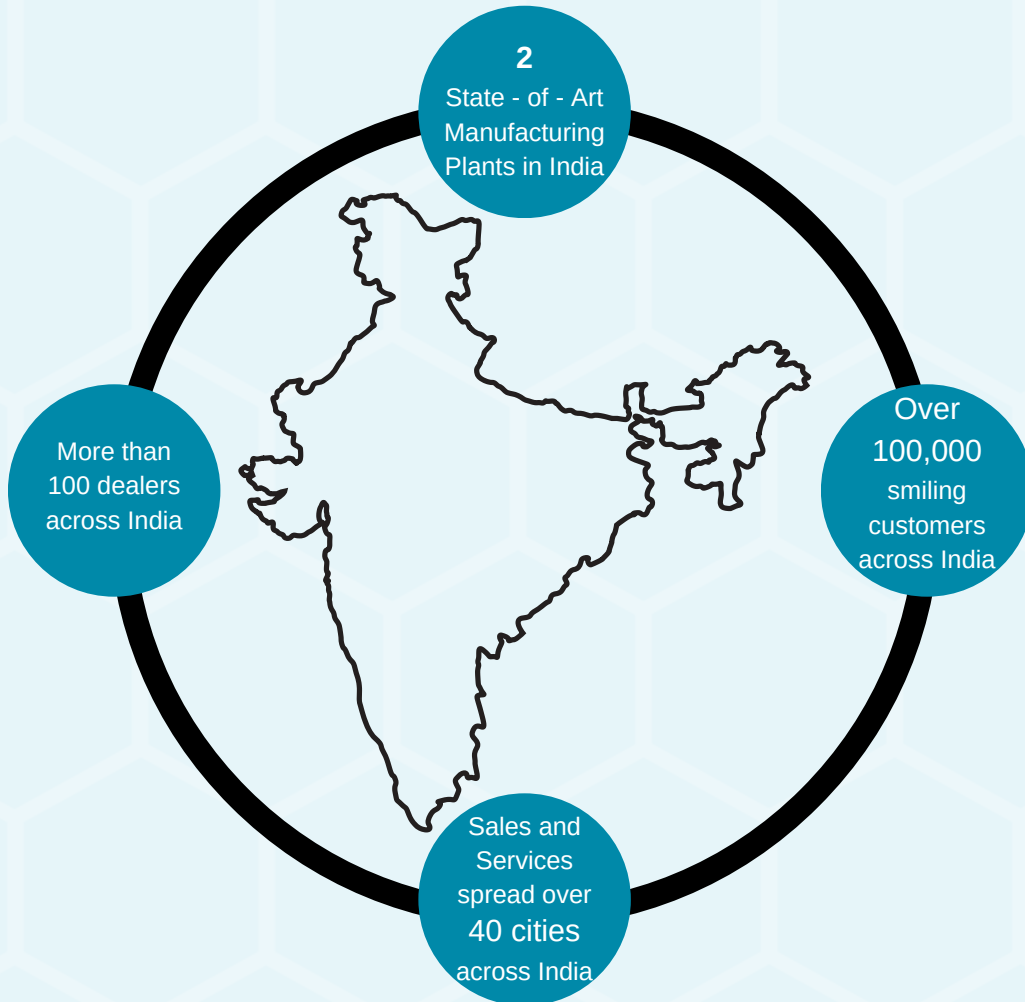 2
State - of - Art
Manufacturing
Plants in India
More than
100 dealers
across India
Over
100,000
smiling
customers
across India
Sales and
Services
spread over
40 cities
across India